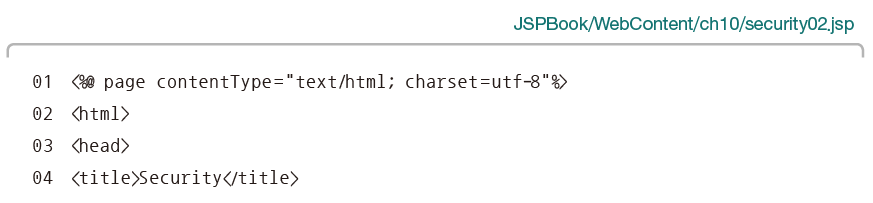 JSPBook/WebContent/ch10/security02.jsp
01 <%@ page contentType="text/html; charset=utf-8"%>
02 <html>
03 <head>
04 <title>Security</title>